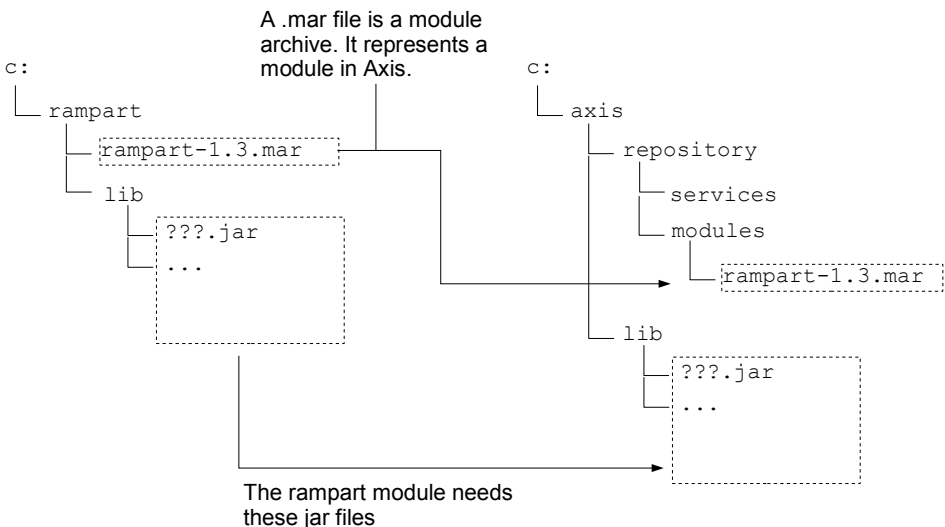 A .mar file is a module
archive. It represents a
module in Axis.
c:
rampart
rampart-1.3.mar
lib
???.jar
...
c:
axis
repository
services
modules
rampart-1.3.mar
lib
???.jar
...
The rampart module needs
these jar files